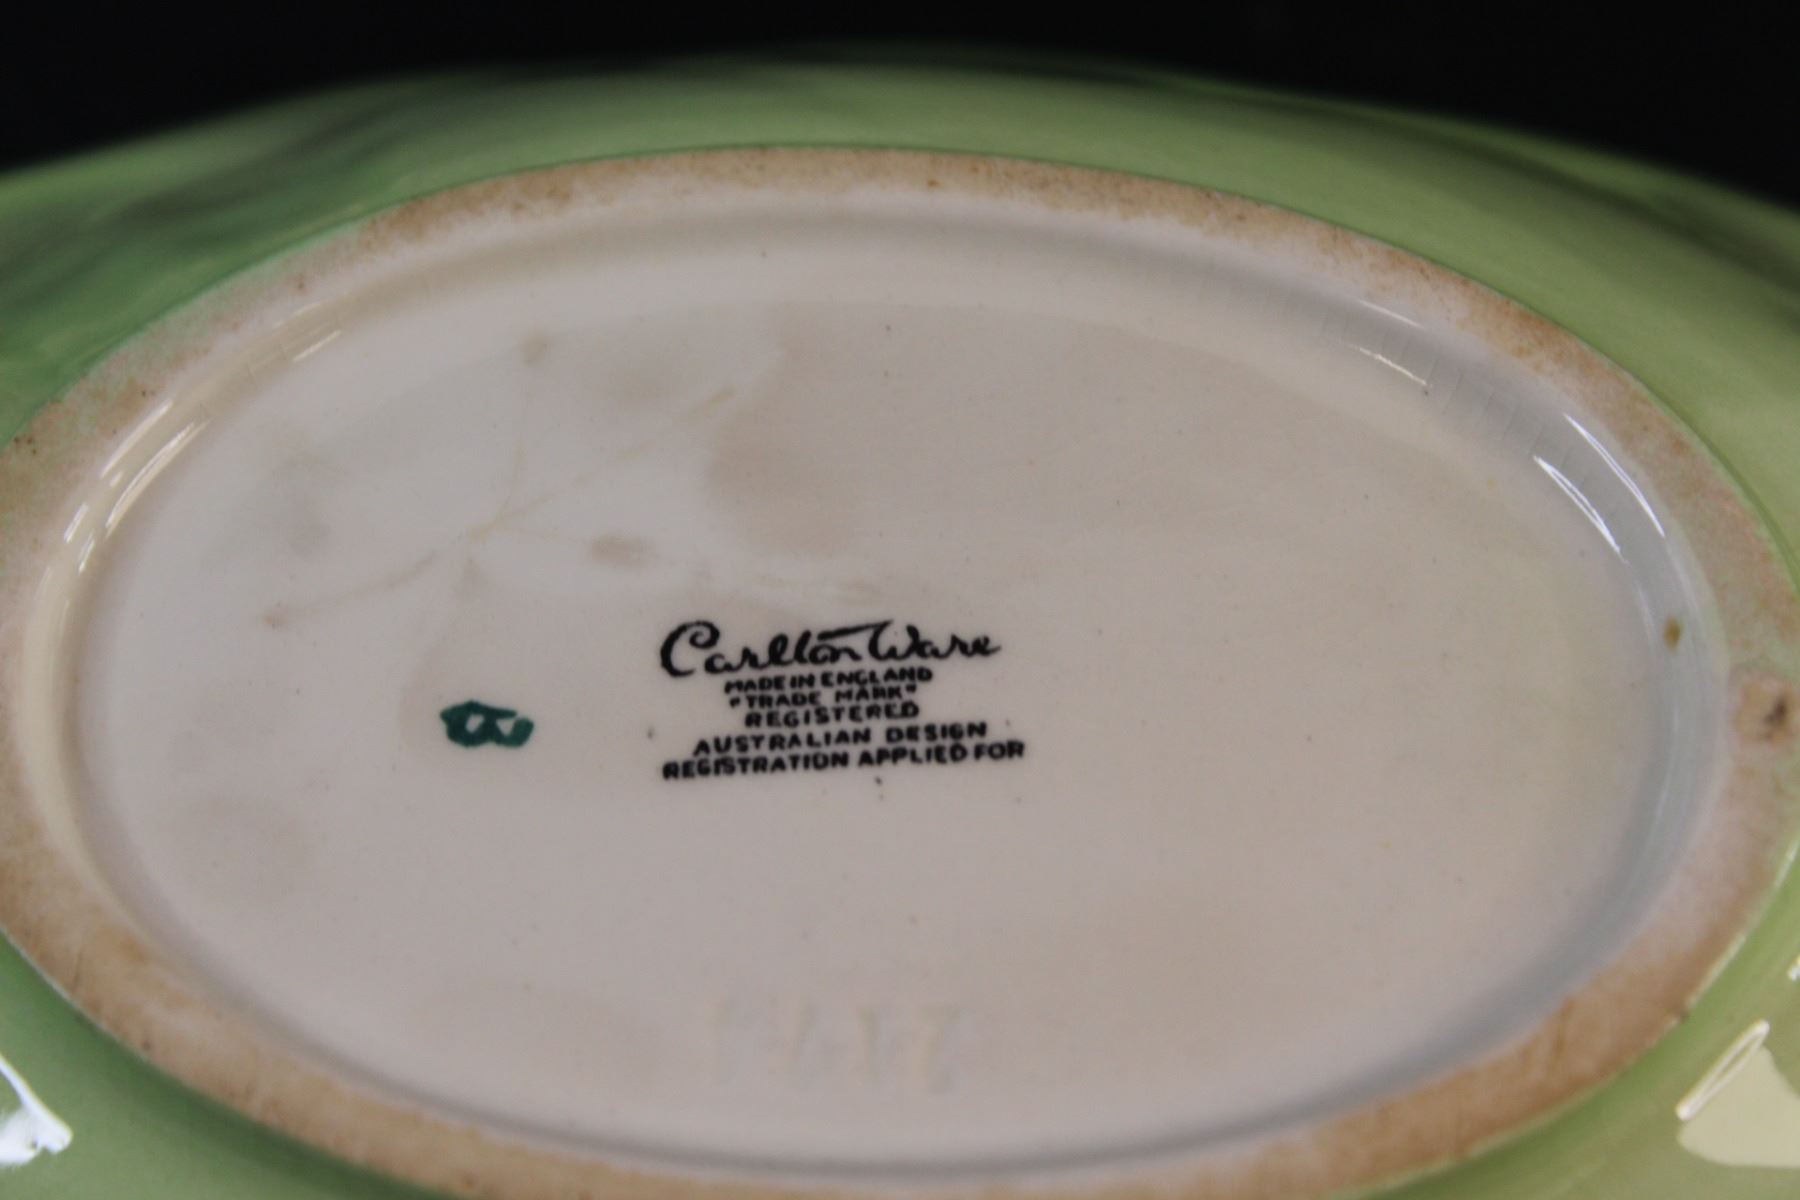 Carlton Ware
MADE IN ENGLAND
"TRADE MARK"
REGISTERED
AUSTRALIAN DESIGN
REGISTRATION APPLIED FOR